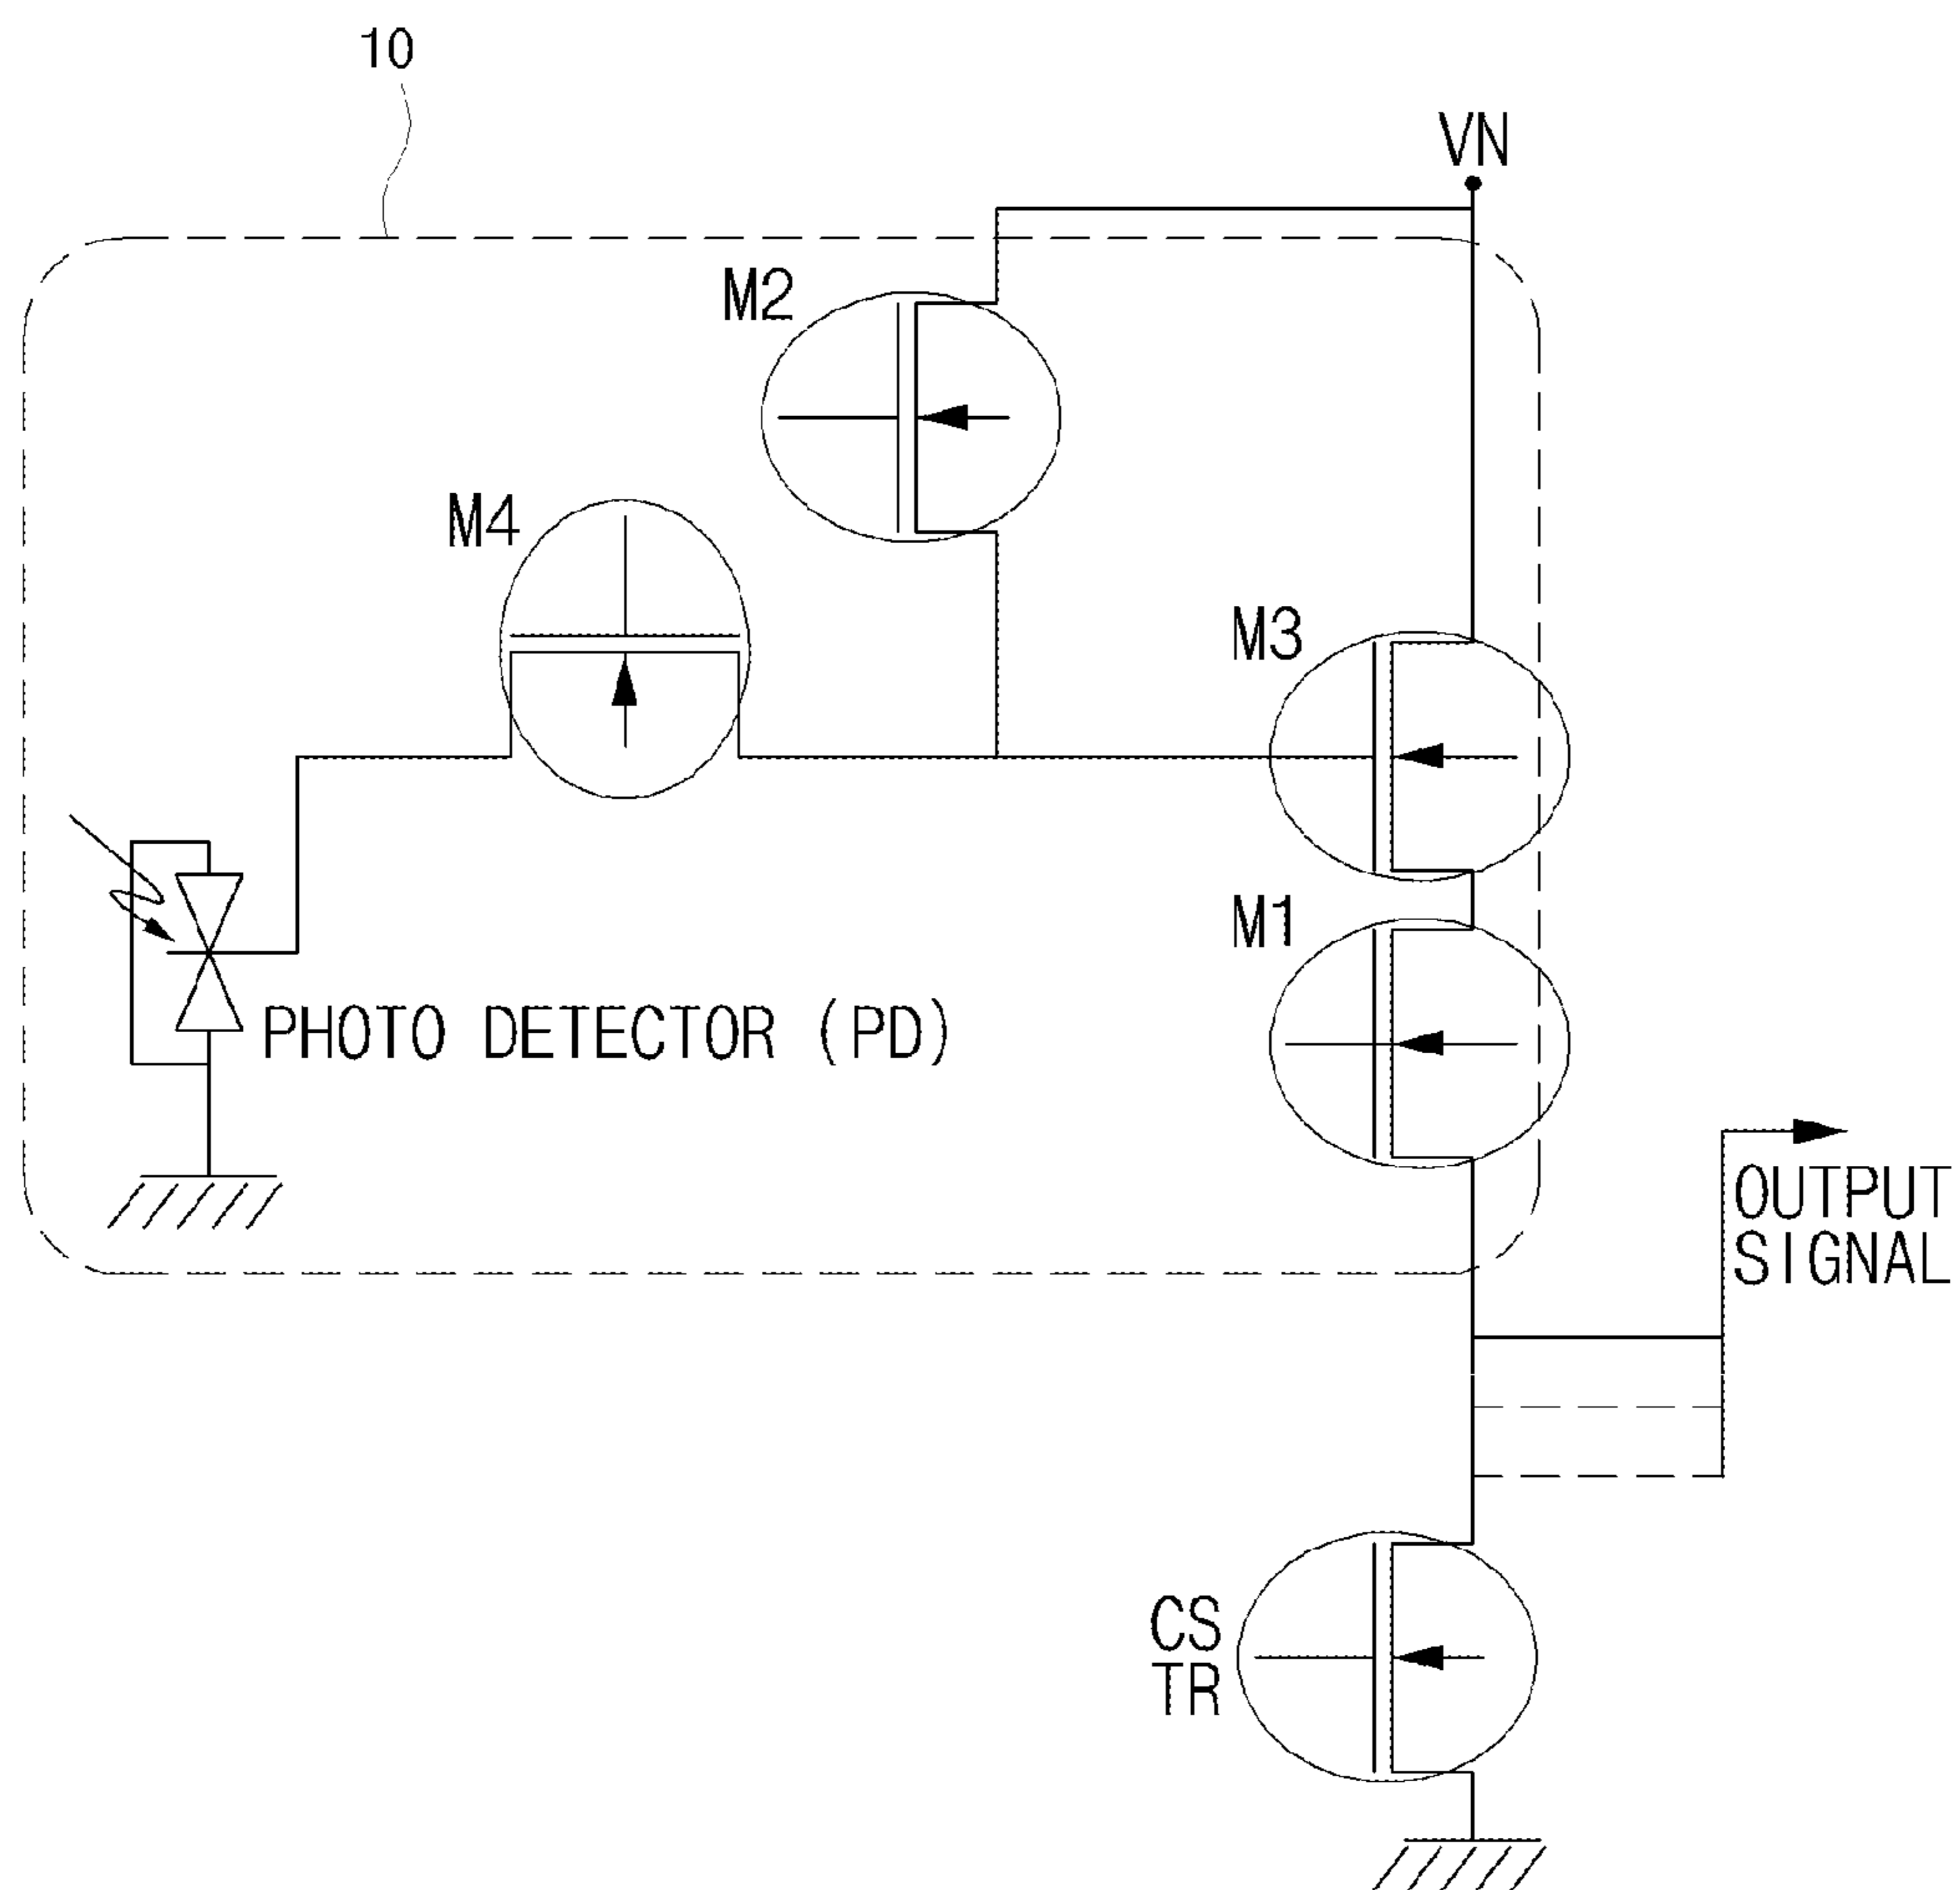 10
VN
M2
M4
M3
M1
PHOTO DETECTOR (PD)
OUTPUT
SIGNAL
CS
TR